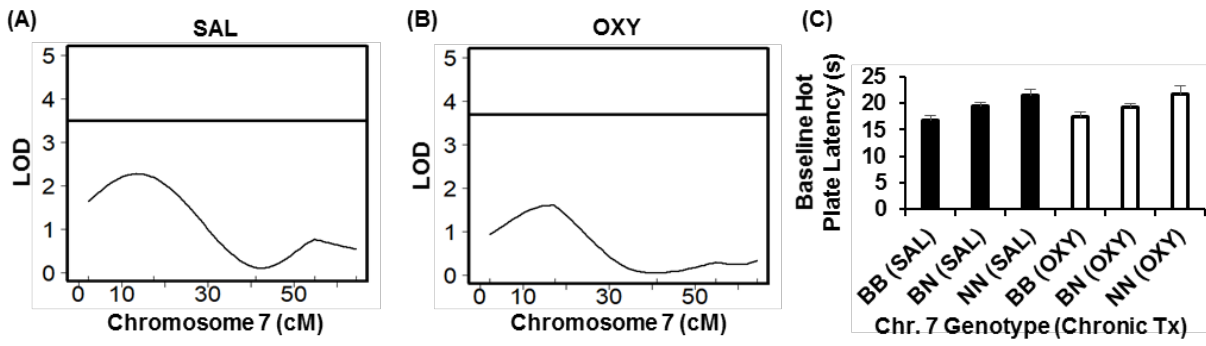 (A)
SAL
LOD
5
4
3
2
1
0
0
10
30
50
Chromosome 7 (cM)
(B)
OXY
LOD
5
4
3
2
1
0
0
10
30
50
Chromosome 7 (cM)
(C)
Baseline Hot
Plate Latency (s)
25
20
15
10
5
0
BB (SAL)
BN (SAL)
NN (SAL)
BB (OXY)
BN (OXY)
NN (OXY)
Chr. 7 Genotype (Chronic Tx)